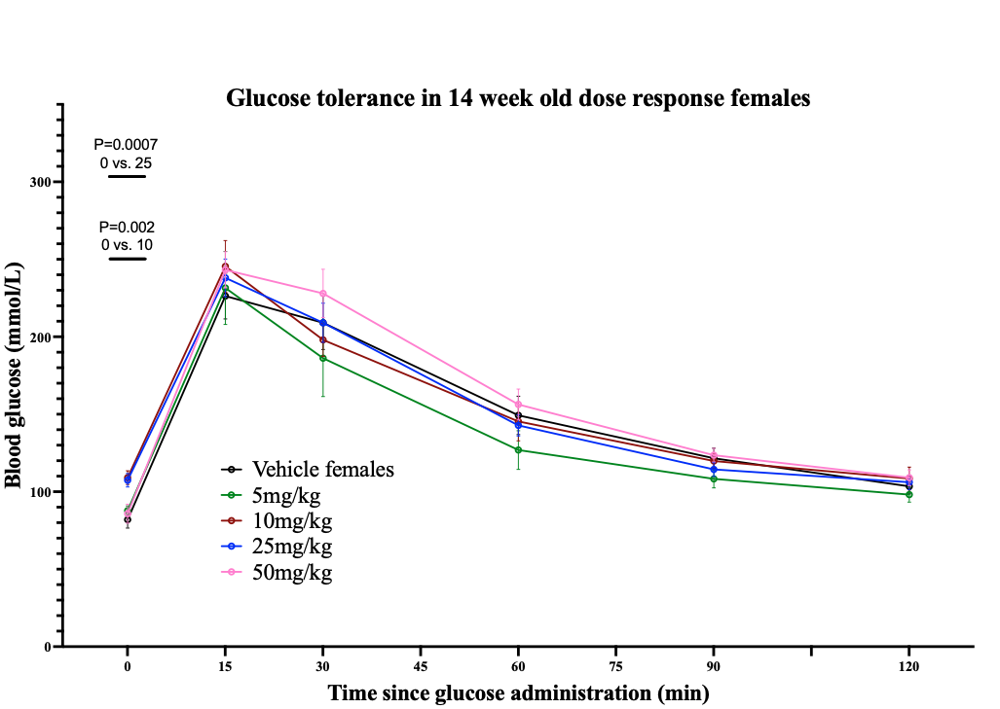 Glucose tolerance in 14 week old dose response females
P=0.0007
0 vs. 25
300
P=0.002
0 vs. 10
Blood glucose (mmol/L)
200
100
0
Vehicle females
5mg/kg
10mg/kg
25mg/kg
50mg/kg
0 15 30 45 60 75 90 120
Time since glucose administration (min)